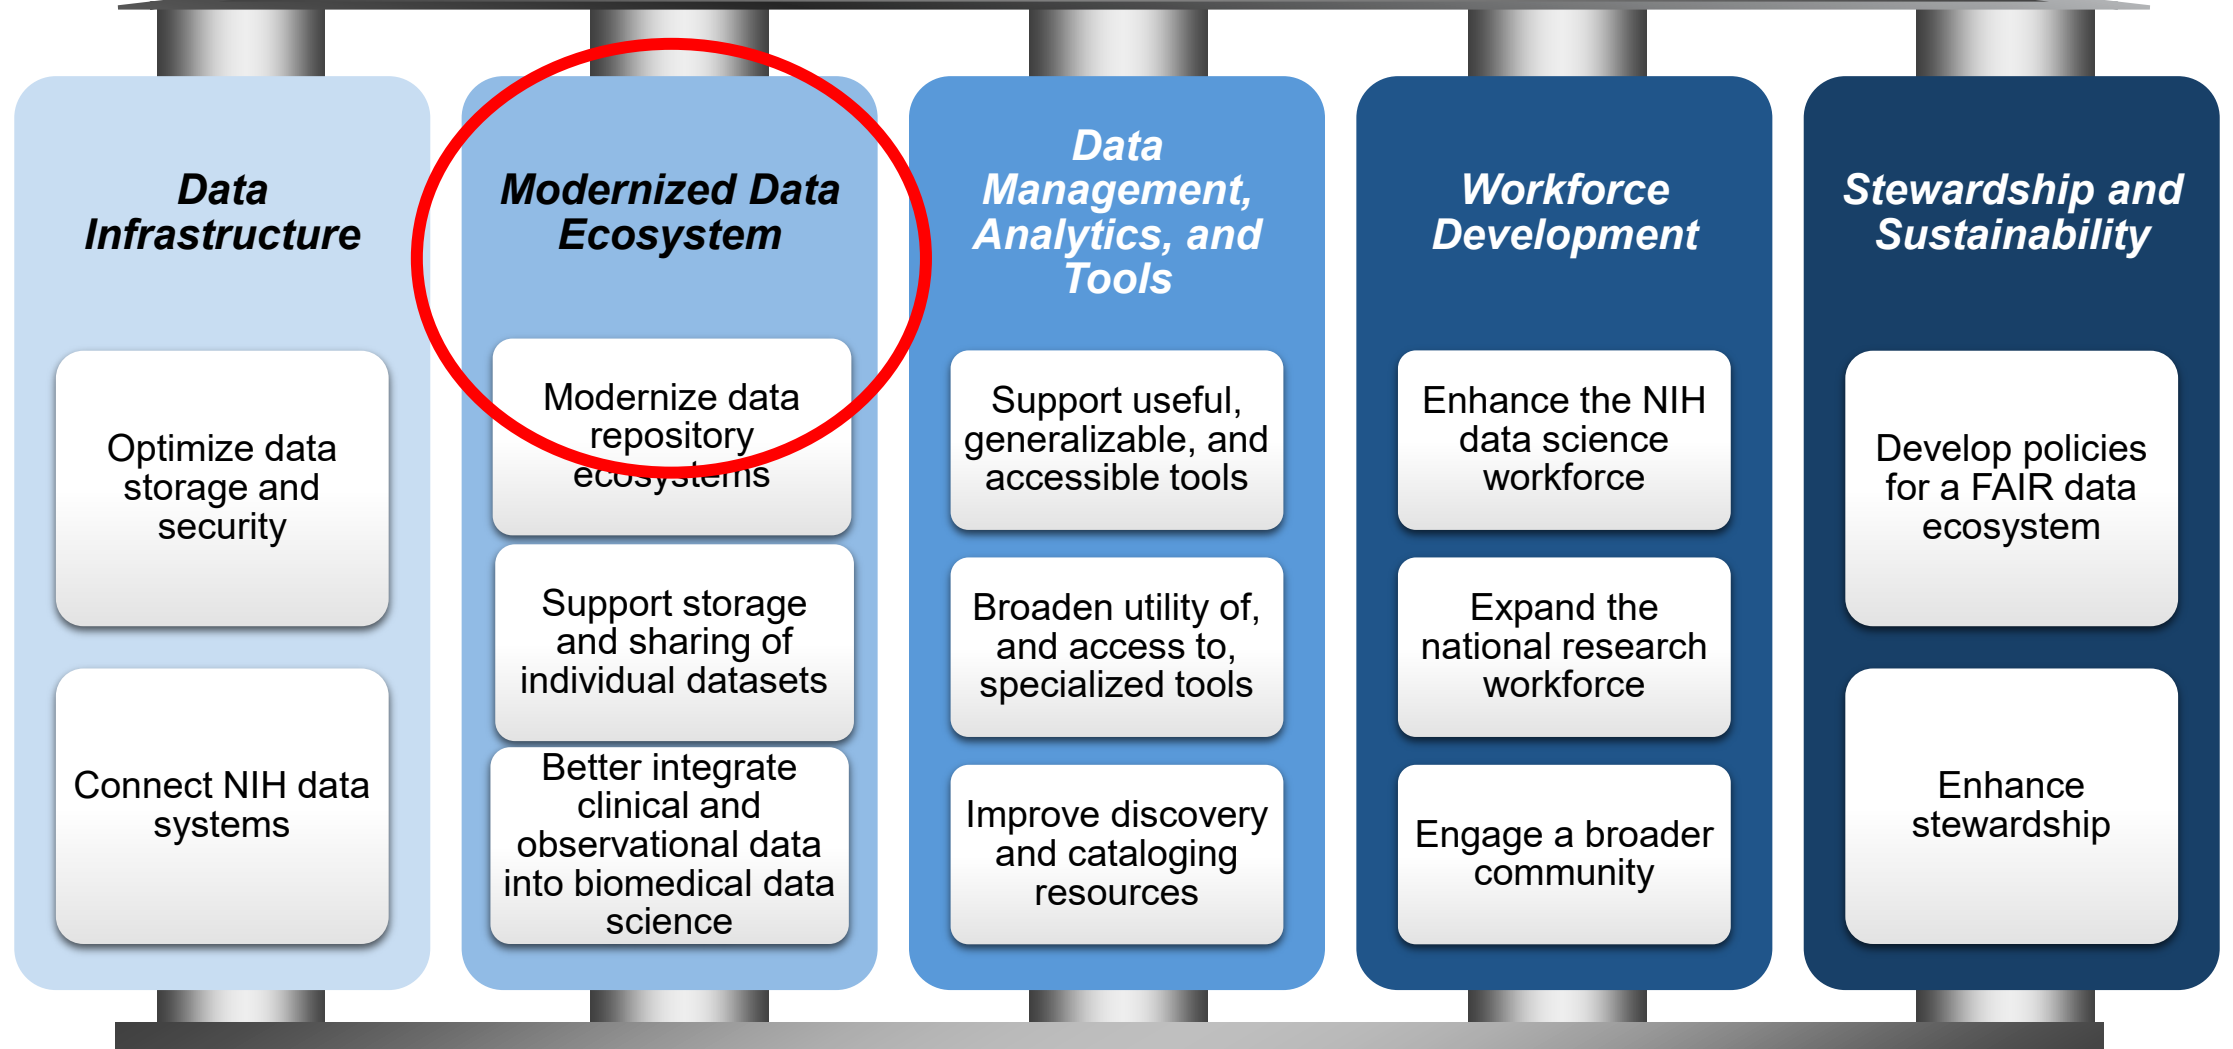 Data
Infrastructure
Optimize data
storage and
security
Connect NIH data
systems
Modernized Data
Ecosystem
Modernize data
repository
ecosystems
Support storage
and sharing of
individual datasets
Better integrate
clinical and
observational data
into biomedical data
science
Data
Management,
Analytics, and
Tools
Support useful,
generalizable, and
accessible tools
Broaden utility of,
and access to,
specialized tools
Improve discovery
and cataloging
resources
Workforce
Development
Enhance the NIH
data science
workforce
Expand the
national research
workforce
Engage a broader
community
Stewardship and
Sustainability
Develop policies
for a FAIR data
ecosystem
Enhance
stewardship